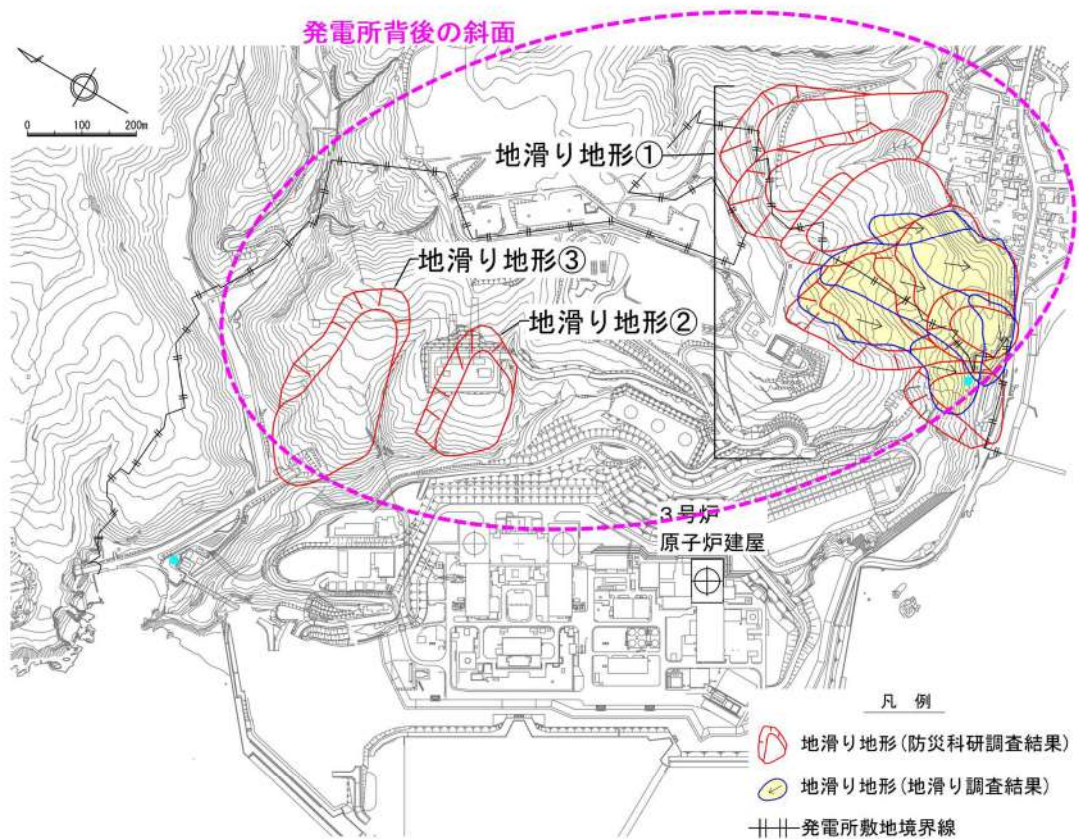 発電所背後の斜面
0 100 200m
地滑り地形①
地滑り地形③
地滑り地形②
3号炉
原子炉建屋
凡 例
地滑り地形(防災科研調査結果)
地滑り地形(地滑り調査結果)
発電所敷地境界線